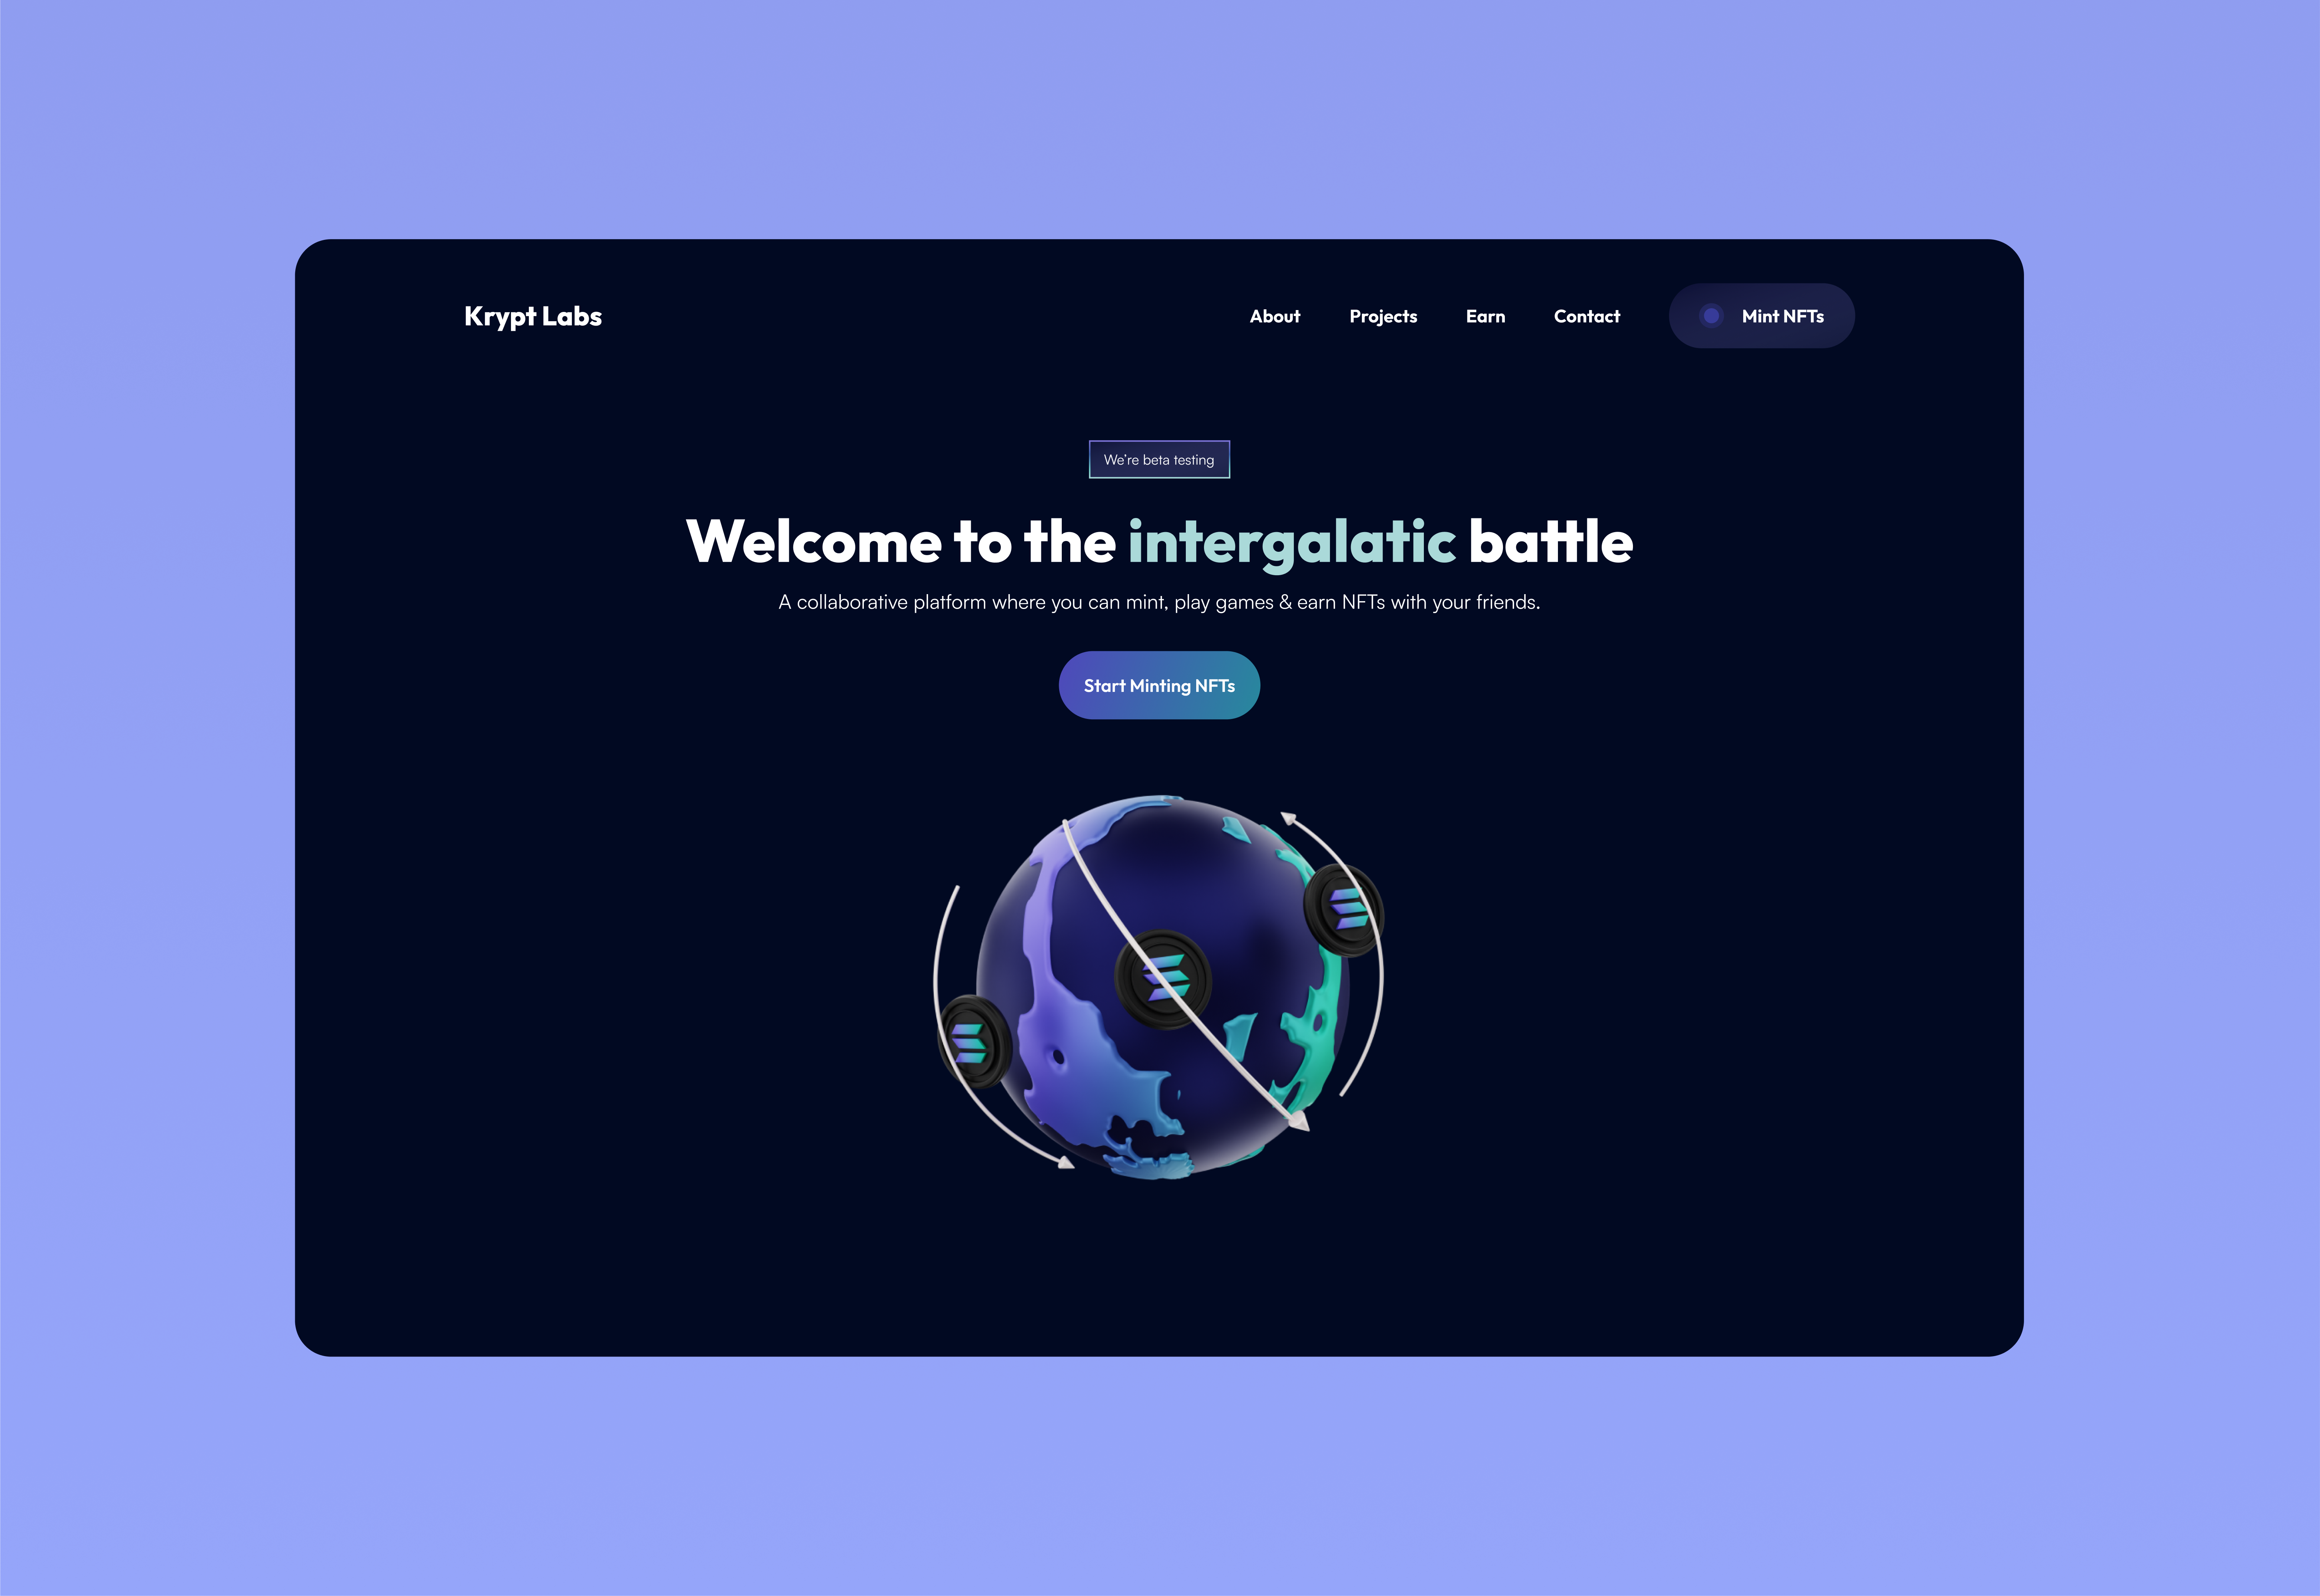 Krypt Labs
About Projects Earn Contact Mint NFTs
We're beta testing
Welcome to the intergalatic battle
A collaborative platform where you can mint, play games & earn NFTs with your friends.
Start Minting NFTs